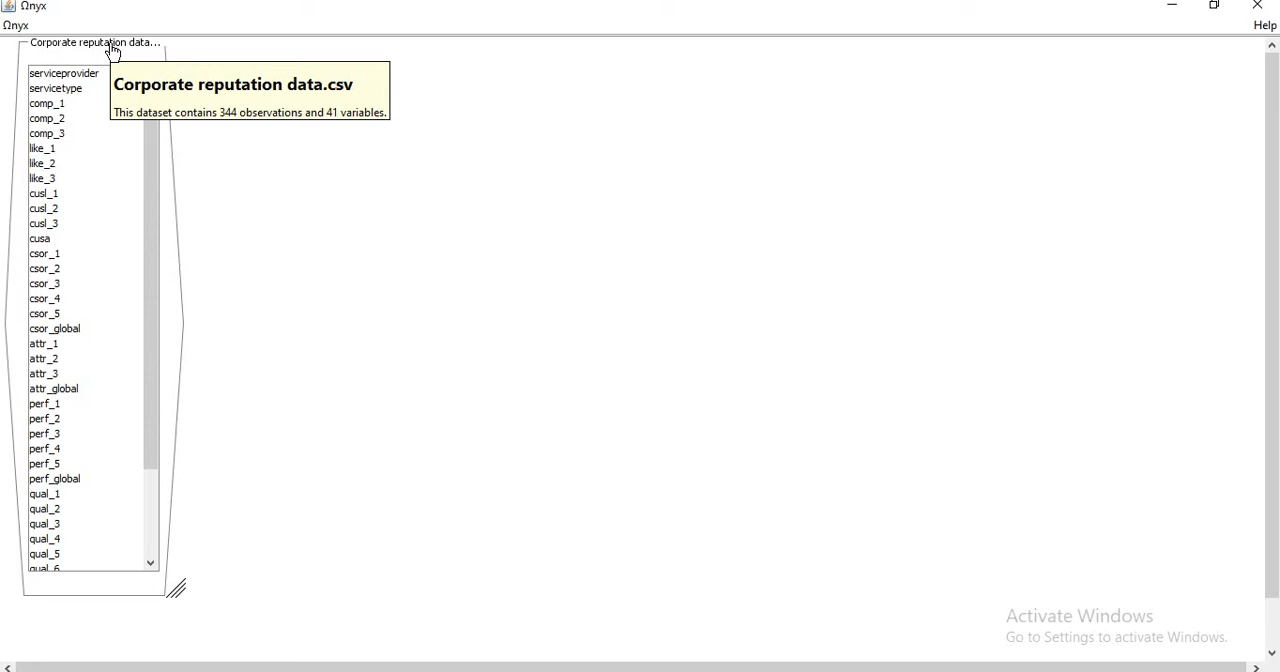 Ωnyx
Ωnyx Help
Corporate reputation data...
Corporate reputation data.csv
This dataset contains 344 observations and 41 variables.
serviceprovider
servicetype
comp_1
comp_2
comp_3
like_1
like_2
like_3
cusl_1
cusl_2
cusl_3
cusa
csor_1
csor_2
csor_3
csor_4
csor_5
csor_global
attr_1
attr_2
attr_3
attr_global
perf_1
perf_2
perf_3
perf_4
perf_5
perf_global
qual_1
qual_2
qual_3
qual_4
qual_5
qual_6
Activate Windows
Go to Settings to activate Windows.